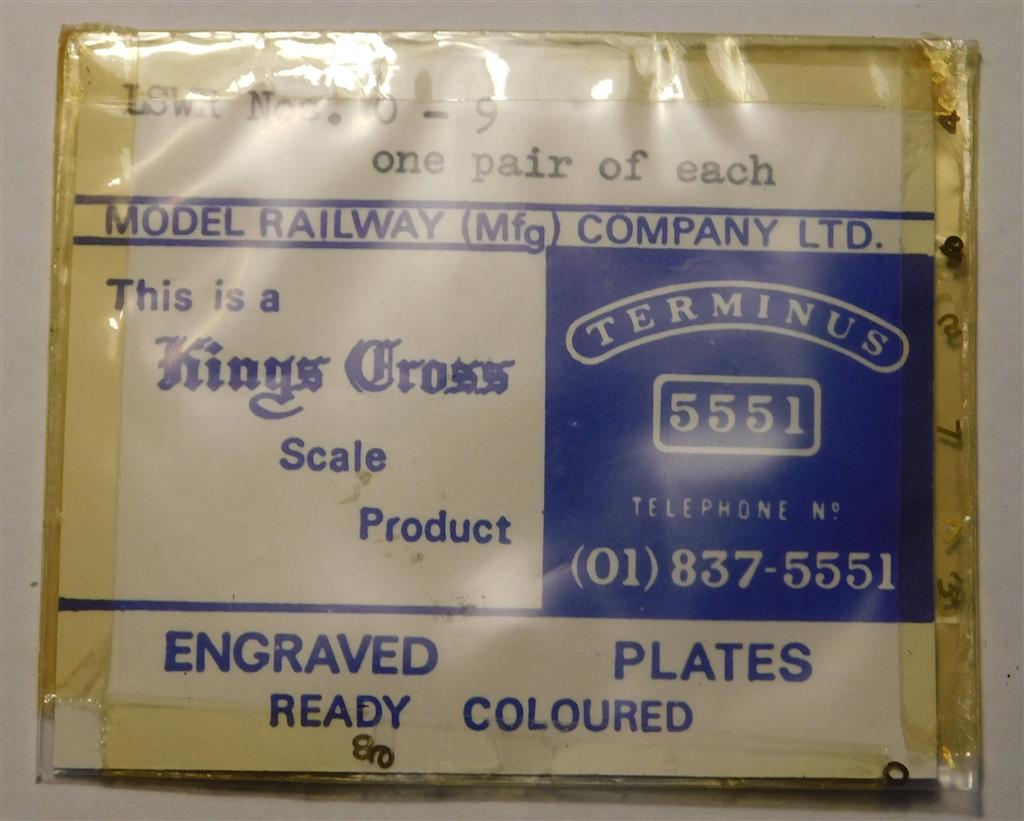 LSWR Nos. 0 - 9
one pair of each
MODEL RAILWAY (Mfg) COMPANY LTD.
This is a
Kings Cross
Scale
Product
TERMINUS
5551
TELEPHONE Nº
(01) 837-5551
ENGRAVED PLATES
READY COLOURED